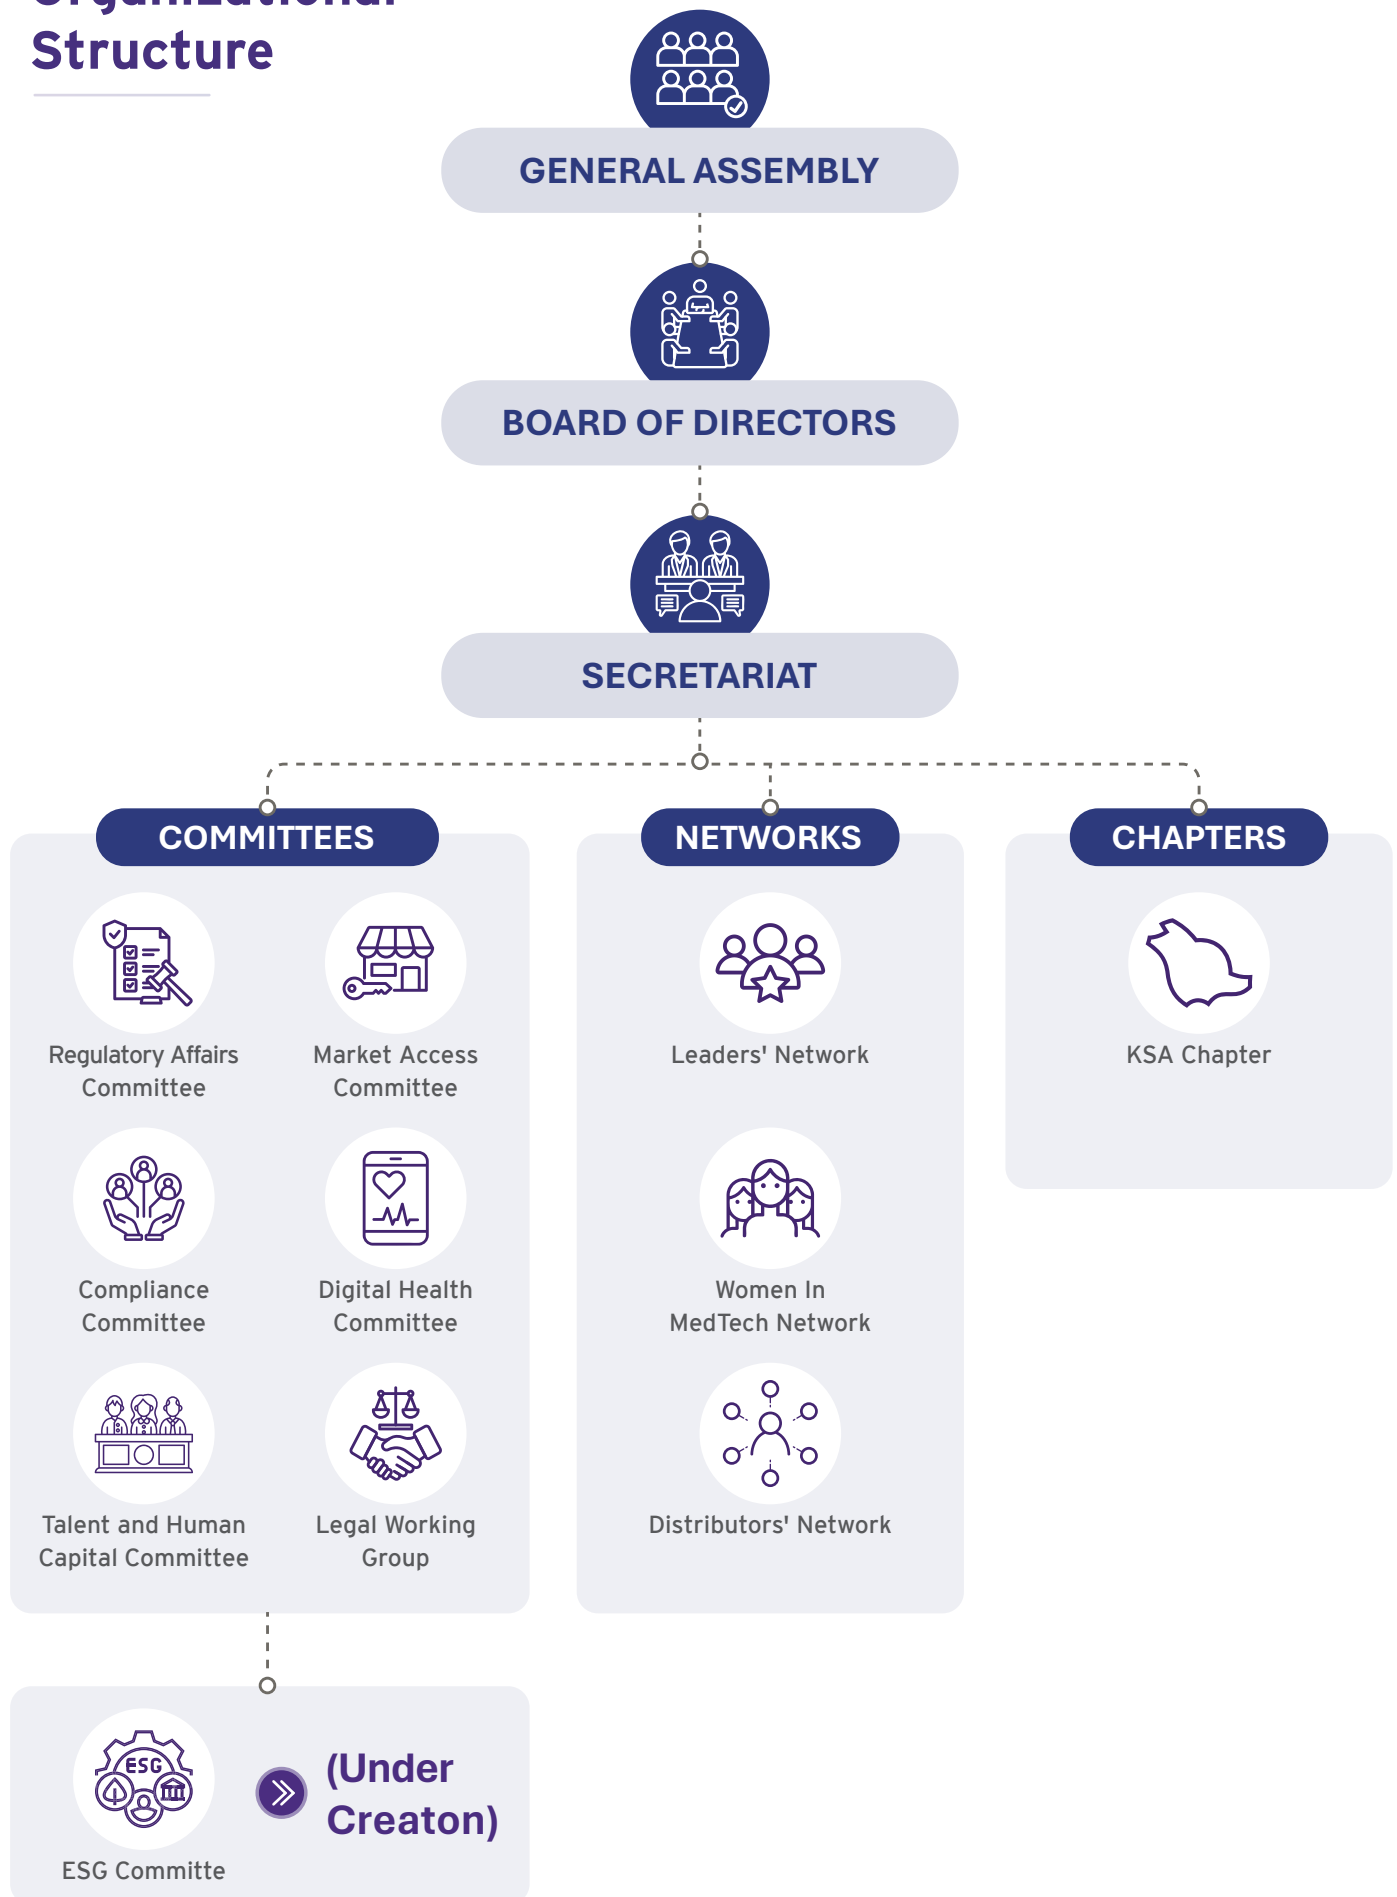 Organizational
Structure
GENERAL ASSEMBLY
BOARD OF DIRECTORS
SECRETARIAT
COMMITTEES
Regulatory Affairs
Committee
Market Access
Committee
Compliance
Committee
Digital Health
Committee
Talent and Human
Capital Committee
Legal Working
Group
ESG
ESG Committe
(Under
Creaton)
NETWORKS
Leaders' Network
Women In
MedTech Network
Distributors' Network
CHAPTERS
KSA Chapter